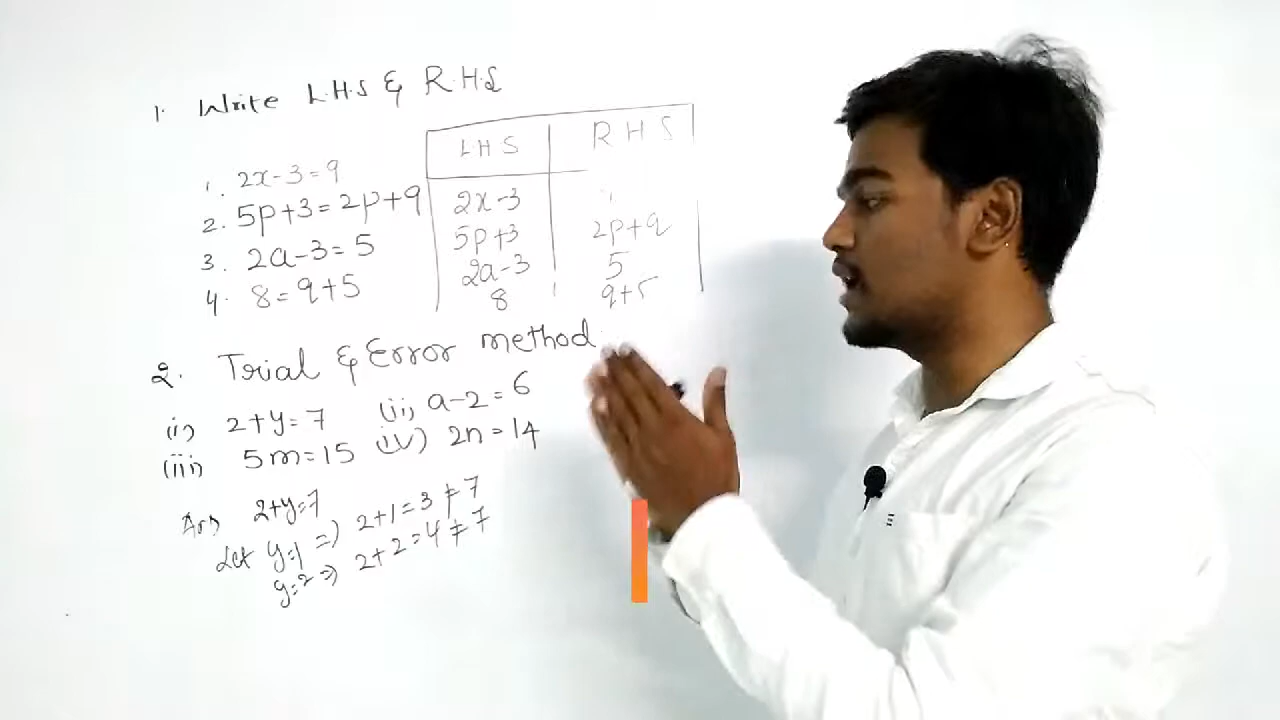 1. Write L.H.S & R.H.S
LHS RHS
1. 2x-3=9 2x-3
2. 5p+3=2p+9 5p+3 2p+9
3. 2a-3=5 2a-3 5
4. 8=9+5 8 9+5
2. Trial & Error method
(i) 2+y=7 (ii) a-2=6
(iii) 5m=15 (iv) 2n=14
Ans 2+y=7
Let y=1 => 2+1=3≠7
y=2 => 2+2=4≠7